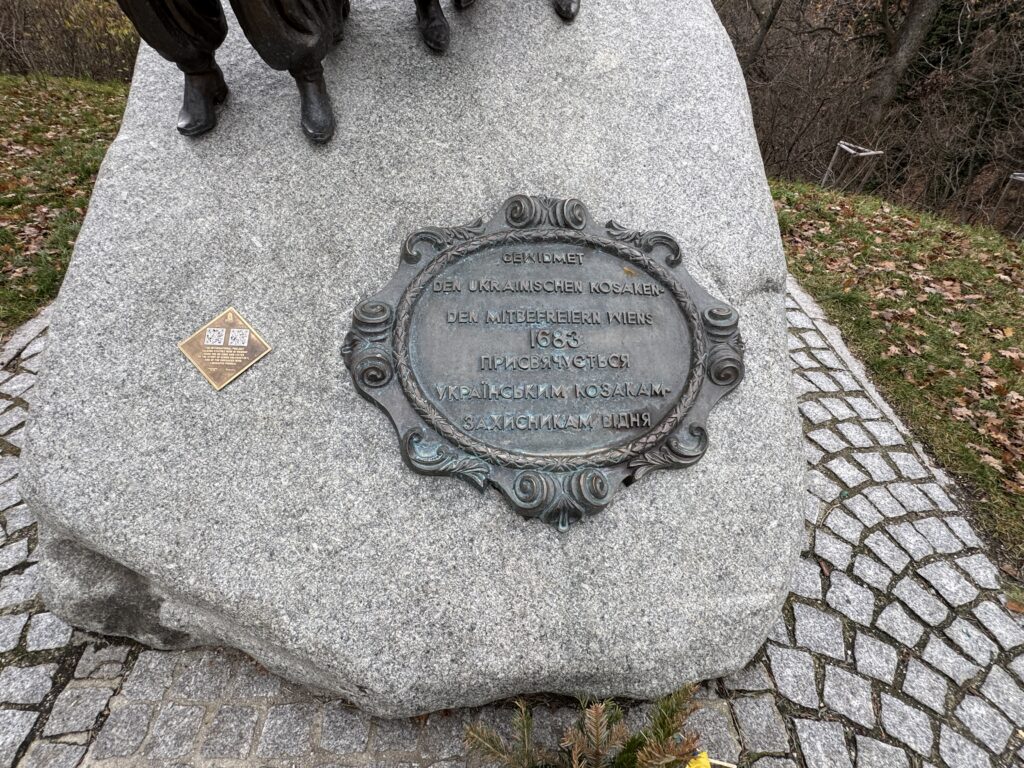 GEWIDMET
DEN UKRAINISCHEN KOSAKEN-
DEN MITBEFREIERN WIENS
1683
ПРИСВЯЧУЄТЬСЯ
УКРАЇНСЬКИМ КОЗАКАМ-
ЗАХИСНИКАМ ВІДНЯ